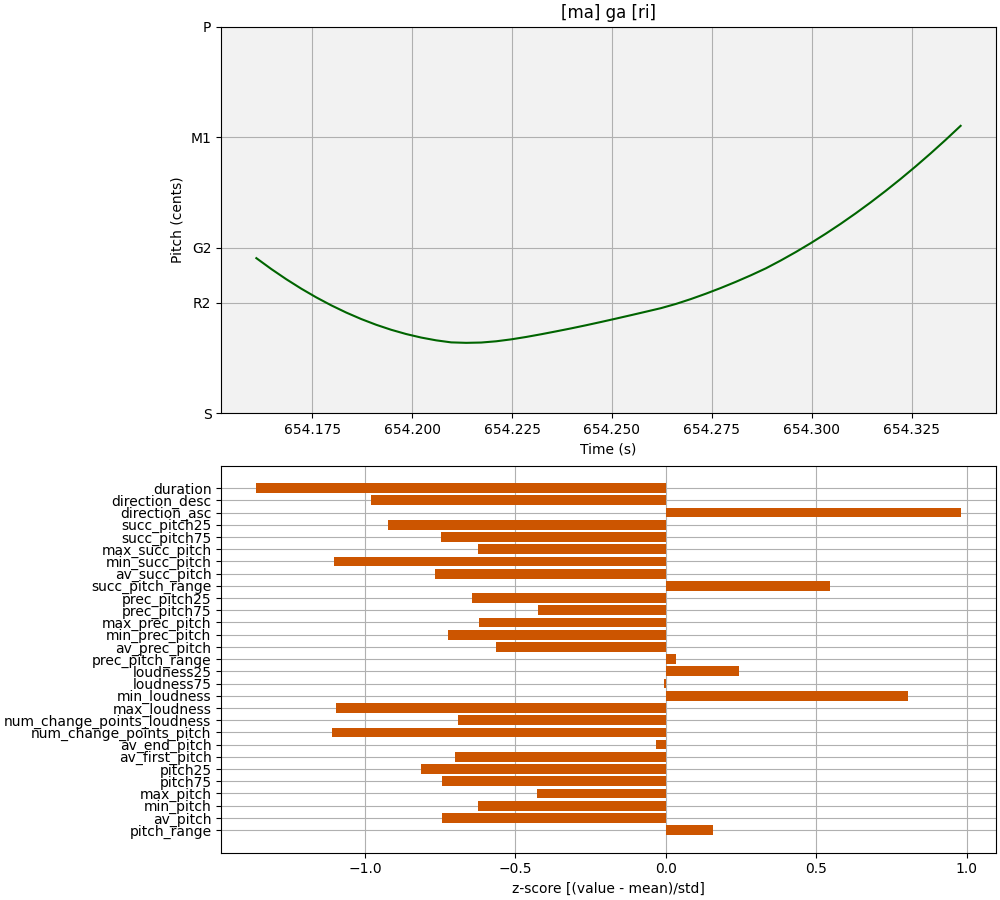 [ma] ga [ri]
P
M1
G2
R2
S
Pitch (cents)
654.175 654.200 654.225 654.250 654.275 654.300 654.325
Time (s)
duration
direction_desc
direction_asc
succ_pitch25
succ_pitch75
max_succ_pitch
min_succ_pitch
av_succ_pitch
succ_pitch_range
prec_pitch25
prec_pitch75
max_prec_pitch
min_prec_pitch
av_prec_pitch
prec_pitch_range
loudness25
loudness75
min_loudness
max_loudness
num_change_points_loudness
num_change_points_pitch
av_end_pitch
av_first_pitch
pitch25
pitch75
max_pitch
min_pitch
av_pitch
pitch_range
−1.0 −0.5 0.0 0.5 1.0
z-score [(value - mean)/std]